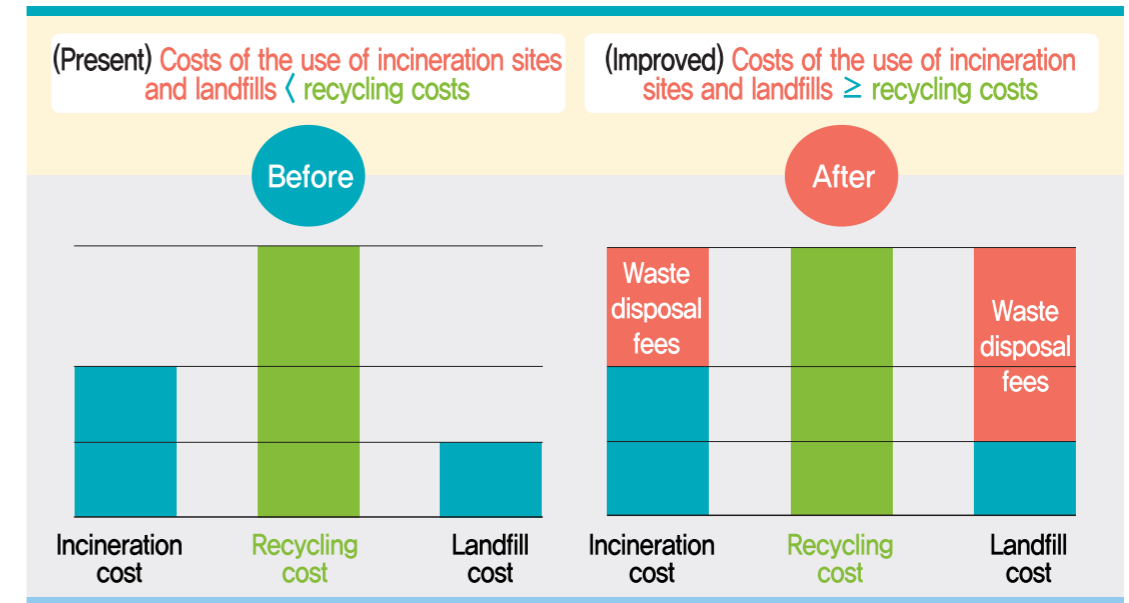 (Present) Costs of the use of incineration sites
and landfills < recycling costs
(Improved) Costs of the use of incineration
sites and landfills ≥ recycling costs
Before
After
Waste
disposal
fees
Waste
disposal
fees
Incineration
cost
Recycling
cost
Landfill
cost
Incineration
cost
Recycling
cost
Landfill
cost